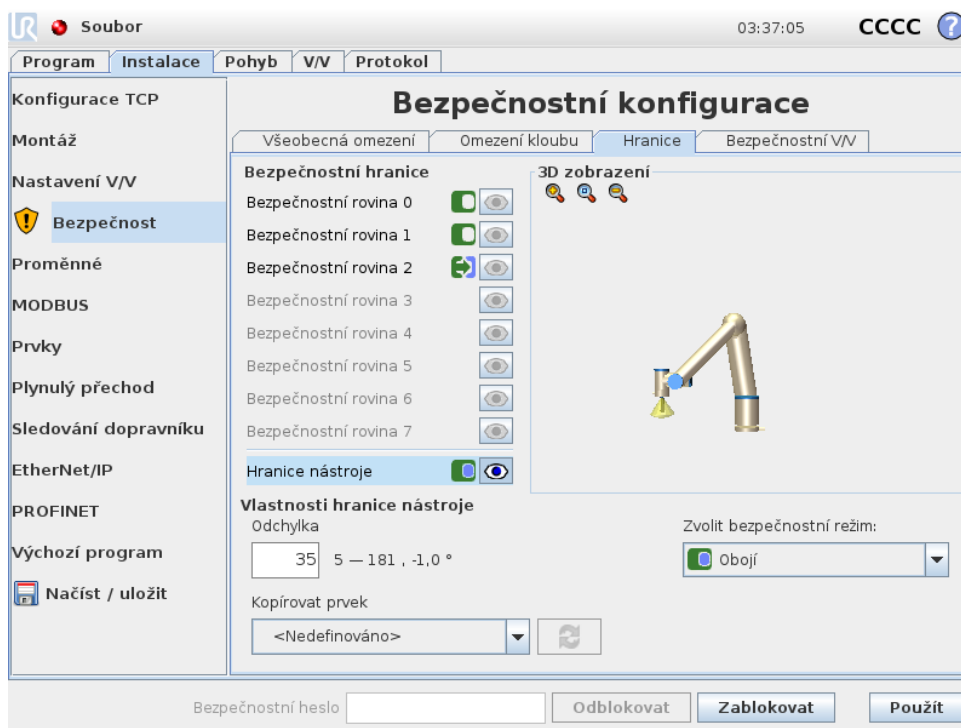 UR Soubor 03:37:05 CCCC ?
Program Instalace Pohyb V/V Protokol
Konfigurace TCP
Montáž
Nastavení V/V
Bezpečnost
Proměnné
MODBUS
Prvky
Plynulý přechod
Sledování dopravníku
EtherNet/IP
PROFINET
Výchozí program
Načíst / uložit
Bezpečnostní konfigurace
Všeobecná omezení Omezení kloubu Hranice Bezpečnostní V/V
Bezpečnostní hranice
Bezpečnostní rovina 0
Bezpečnostní rovina 1
Bezpečnostní rovina 2
Bezpečnostní rovina 3
Bezpečnostní rovina 4
Bezpečnostní rovina 5
Bezpečnostní rovina 6
Bezpečnostní rovina 7
Hranice nástroje
3D zobrazení
Vlastnosti hranice nástroje
Odchylka
35 5 — 181 , -1,0 °
Zvolit bezpečnostní režim:
Obojí
Kopírovat prvek
<Nedefinováno>
Bezpečnostní heslo Odblokovat Zablokovat Použít